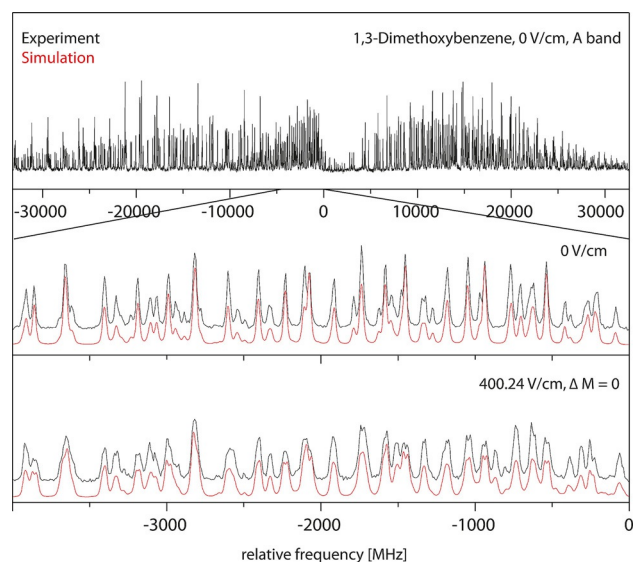 Experiment
1,3-Dimethoxybenzene, 0 V/cm, A band
Simulation
-30000 -20000 -10000 0 10000 20000 30000
0 V/cm
400.24 V/cm, Δ M = 0
-3000 -2000 -1000 0
relative frequency [MHz]